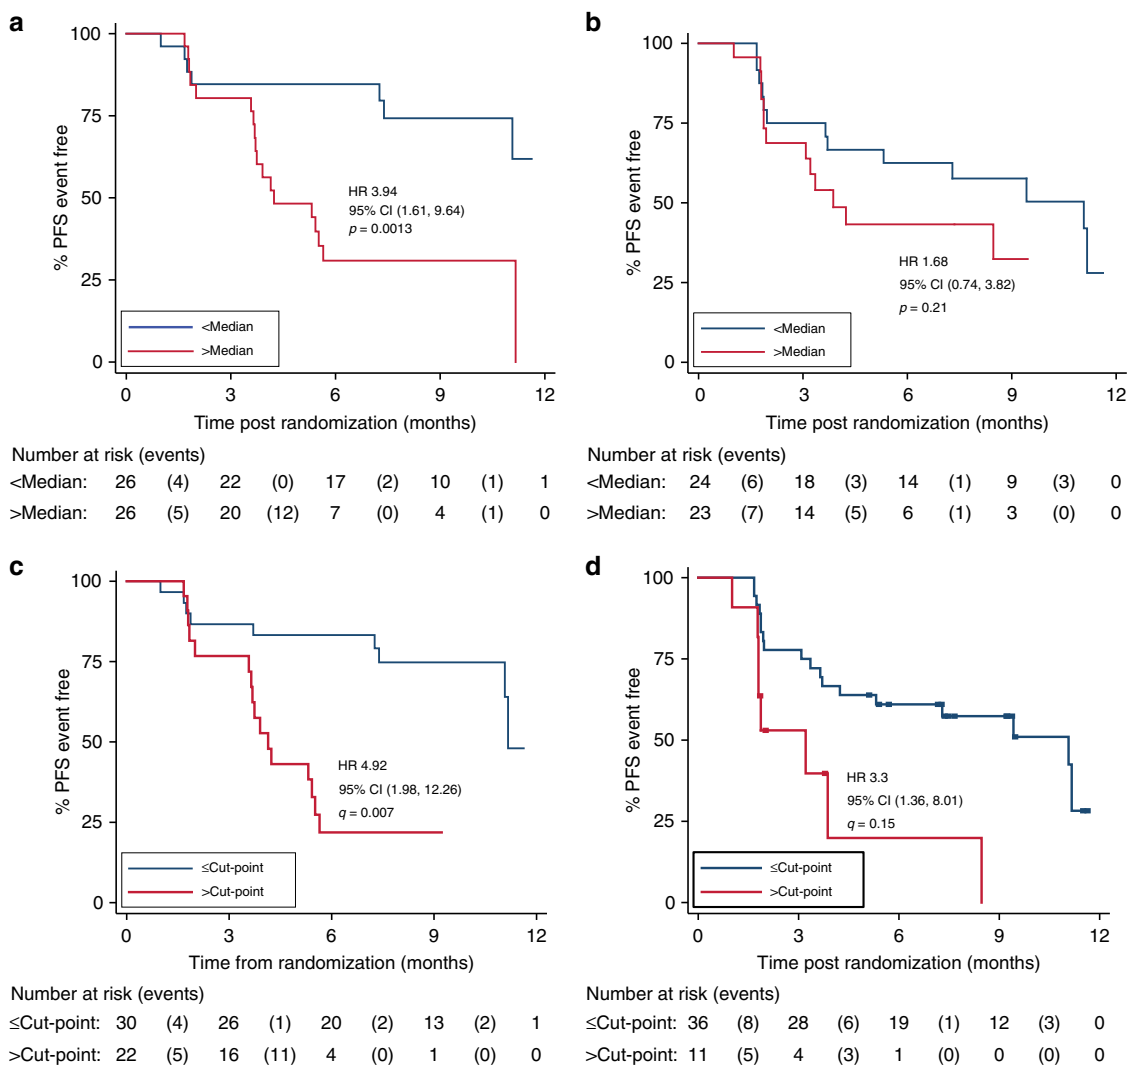 a
100
75
50
25
0
% PFS event free
HR 3.94
95% CI (1.61, 9.64)
p = 0.0013
<Median
>Median
0 3 6 9 12
Time post randomization (months)
Number at risk (events)
<Median: 26 (4) 22 (0) 17 (2) 10 (1) 1
>Median: 26 (5) 20 (12) 7 (0) 4 (1) 0
b
100
75
50
25
0
% PFS event free
HR 1.68
95% CI (0.74, 3.82)
p = 0.21
<Median
>Median
0 3 6 9 12
Time post randomization (months)
Number at risk (events)
<Median: 24 (6) 18 (3) 14 (1) 9 (3) 0
>Median: 23 (7) 14 (5) 6 (1) 3 (0) 0
c
100
75
50
25
0
% PFS event free
HR 4.92
95% CI (1.98, 12.26)
q = 0.007
≤Cut-point
>Cut-point
0 3 6 9 12
Time from randomization (months)
Number at risk (events)
≤Cut-point: 30 (4) 26 (1) 20 (2) 13 (2) 1
>Cut-point: 22 (5) 16 (11) 4 (0) 1 (0) 0
d
100
75
50
25
0
% PFS event free
HR 3.3
95% CI (1.36, 8.01)
q = 0.15
≤Cut-point
>Cut-point
0 3 6 9 12
Time post randomization (months)
Number at risk (events)
≤Cut-point: 36 (8) 28 (6) 19 (1) 12 (3) 0
>Cut-point: 11 (5) 4 (3) 1 (0) 0 (0) 0